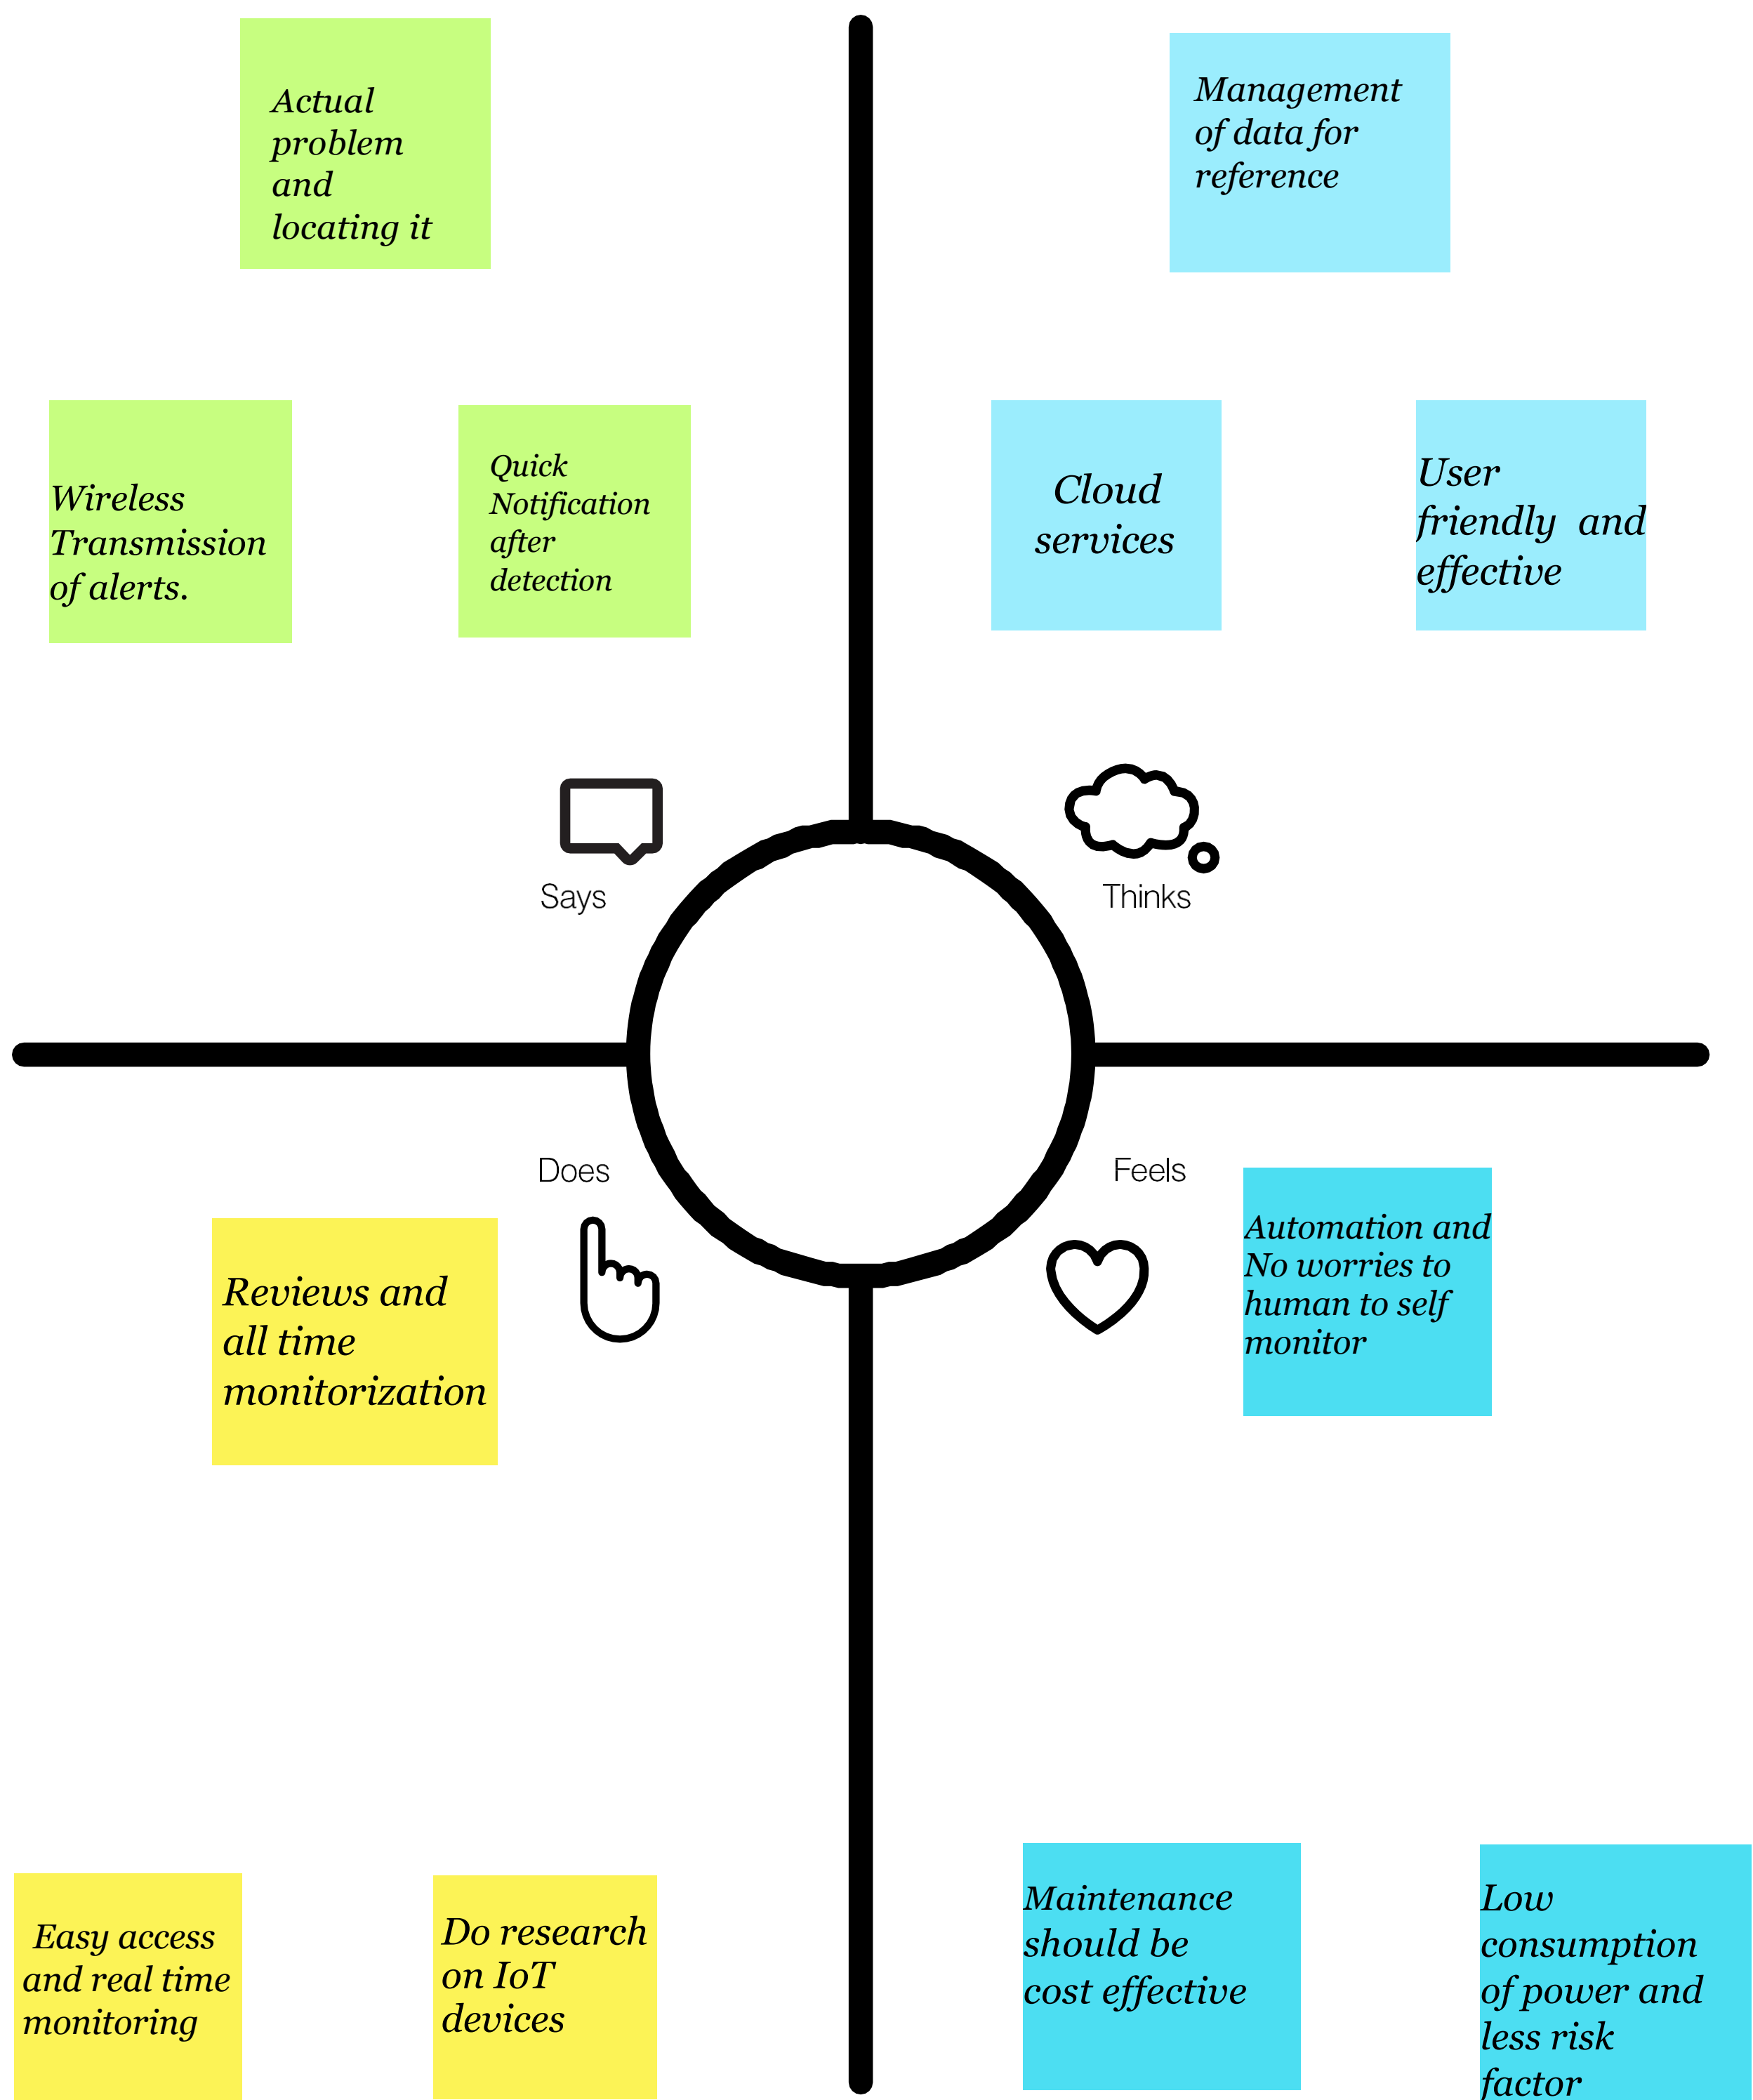 Actual
problem
and
locating it
Management
of data for
reference
Wireless
Transmission
of alerts.
Quick
Notification
after
detection
Cloud
services
User
friendly and
effective
Says
Thinks
Does
Feels
Reviews and
all time
monitorization
Automation and
No worries to
human to self
monitor
Easy access
and real time
monitoring
Do research
on IoT
devices
Maintenance
should be
cost effective
Low
consumption
of power and
less risk
factor